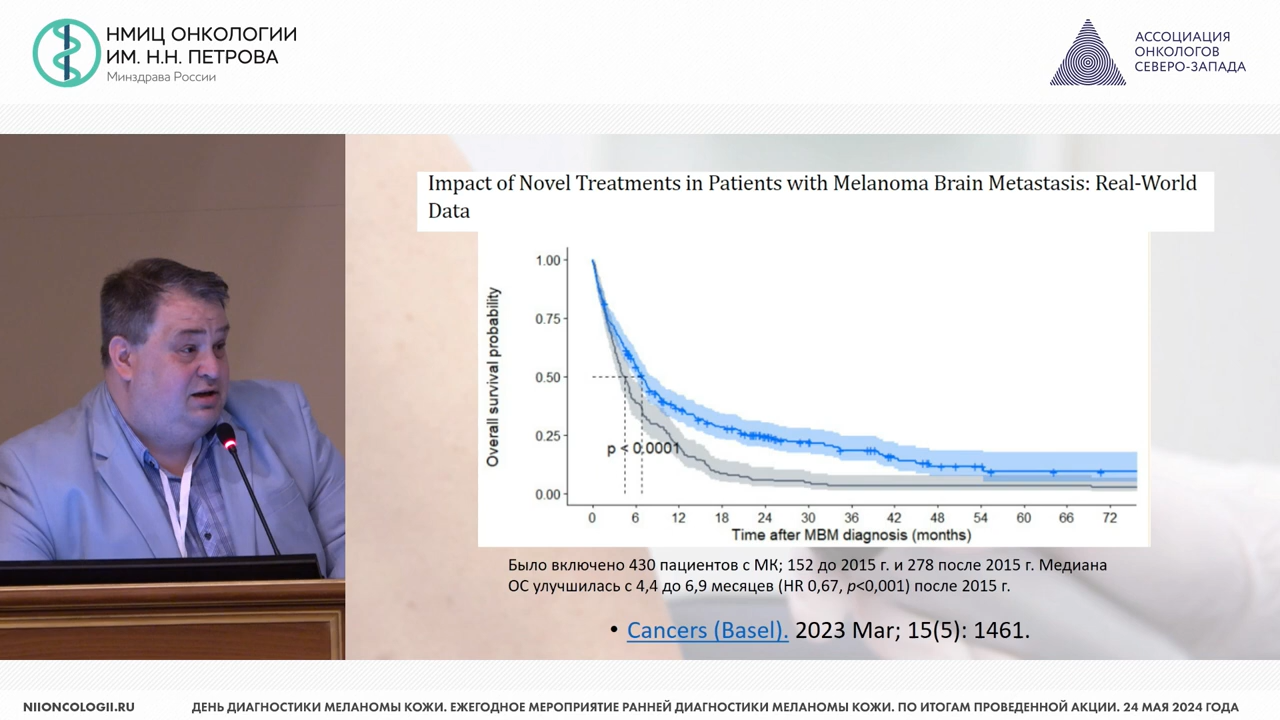 НМИЦ ОНКОЛОГИИ
ИМ. Н.Н. ПЕТРОВА
Минздрава России
АССОЦИАЦИЯ
ОНКОЛОГОВ
СЕВЕРО-ЗАПАДА
Impact of Novel Treatments in Patients with Melanoma Brain Metastasis: Real-World
Data
Overall survival probability
1.00
0.75
0.50
0.25
0.00
p < 0.0001
0 6 12 18 24 30 36 42 48 54 60 66 72
Time after MBM diagnosis (months)
Было включено 430 пациентов с МК; 152 до 2015 г. и 278 после 2015 г. Медиана
ОС улучшилась с 4,4 до 6,9 месяцев (HR 0,67, p<0,001) после 2015 г.
• Cancers (Basel). 2023 Mar; 15(5): 1461.
NIIONCOLOGII.RU
ДЕНЬ ДИАГНОСТИКИ МЕЛАНОМЫ КОЖИ. ЕЖЕГОДНОЕ МЕРОПРИЯТИЕ РАННЕЙ ДИАГНОСТИКИ МЕЛАНОМЫ КОЖИ. ПО ИТОГАМ ПРОВЕДЕННОЙ АКЦИИ. 24 МАЯ 2024 ГОДА